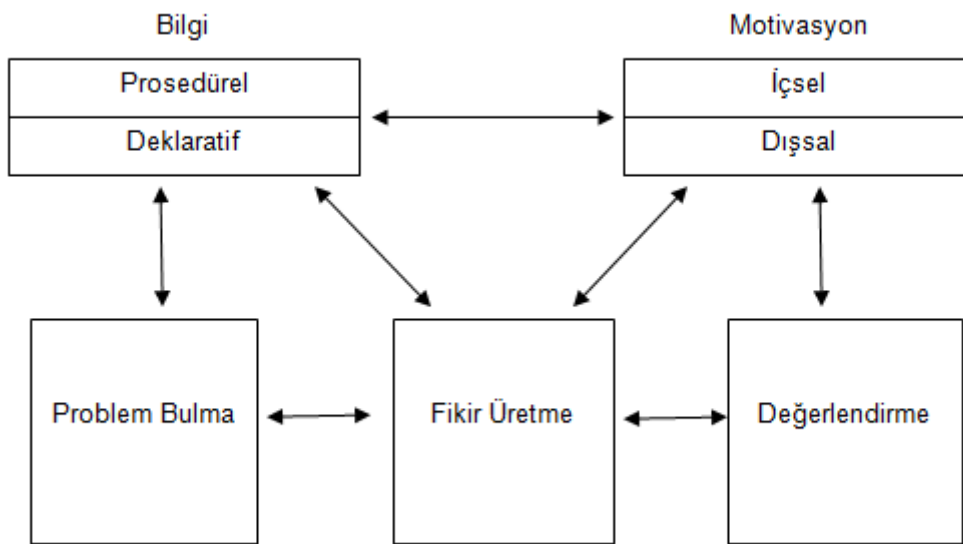 Bilgi
Motivasyon
Prosedürel
İçsel
Deklaratif
Dışsal
Problem Bulma
Fikir Üretme
Değerlendirme